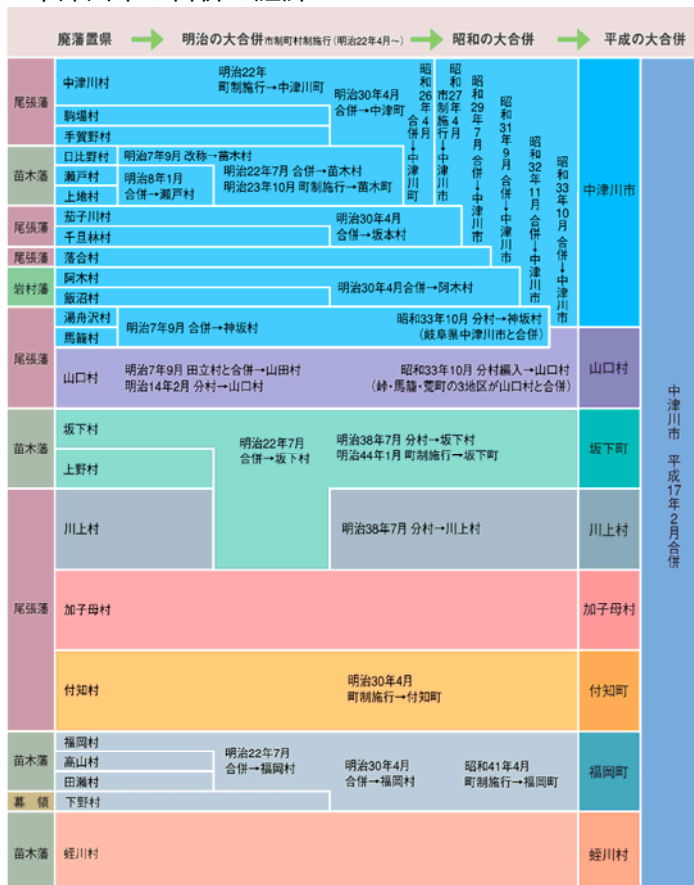 廃藩置県
明治の大合併 市制町村制施行(明治22年4月~)
昭和の大合併
平成の大合併
尾張藩
中津川村
明治22年
町制施行→中津川町
駒場村
手賀野村
明治30年4月
合併→中津町
昭和26年4月 合併→中津川町
昭和27年4月 市制施行→中津川市
昭和29年7月 合併→中津川市
昭和31年9月 合併→中津川市
昭和32年11月 合併→中津川市
昭和33年10月 合併→中津川市
中津川市
苗木藩
日比野村
明治7年9月 改称→苗木村
瀬戸村
上地村
明治8年1月
合併→瀬戸村
明治22年7月 合併→苗木村
明治23年10月 町制施行→苗木町
尾張藩
茄子川村
千旦林村
明治30年4月
合併→坂本村
尾張藩
落合村
岩村藩
阿木村
飯沼村
明治30年4月合併→阿木村
尾張藩
湯舟沢村
馬籠村
明治7年9月 合併→神坂村
昭和33年10月 分村→神坂村
(岐阜県中津川市と合併)
山口村
明治7年9月 田立村と合併→山田村
明治14年2月 分村→山口村
昭和33年10月 分村編入→山口村
(峠・馬籠・荒町の3地区が山口村と合併)
山口村
苗木藩
坂下村
上野村
明治22年7月
合併→坂下村
明治38年7月 分村→坂下村
明治44年1月 町制施行→坂下町
坂下町
尾張藩
川上村
明治38年7月 分村→川上村
川上村
加子母村
加子母村
付知村
明治30年4月
町制施行→付知町
付知町
苗木藩
福岡村
高山村
田瀬村
明治22年7月
合併→福岡村
幕 領
下野村
明治30年4月
合併→福岡村
昭和41年4月
町制施行→福岡町
福岡町
苗木藩
蛭川村
蛭川村
中津川市 平成17年2月合併